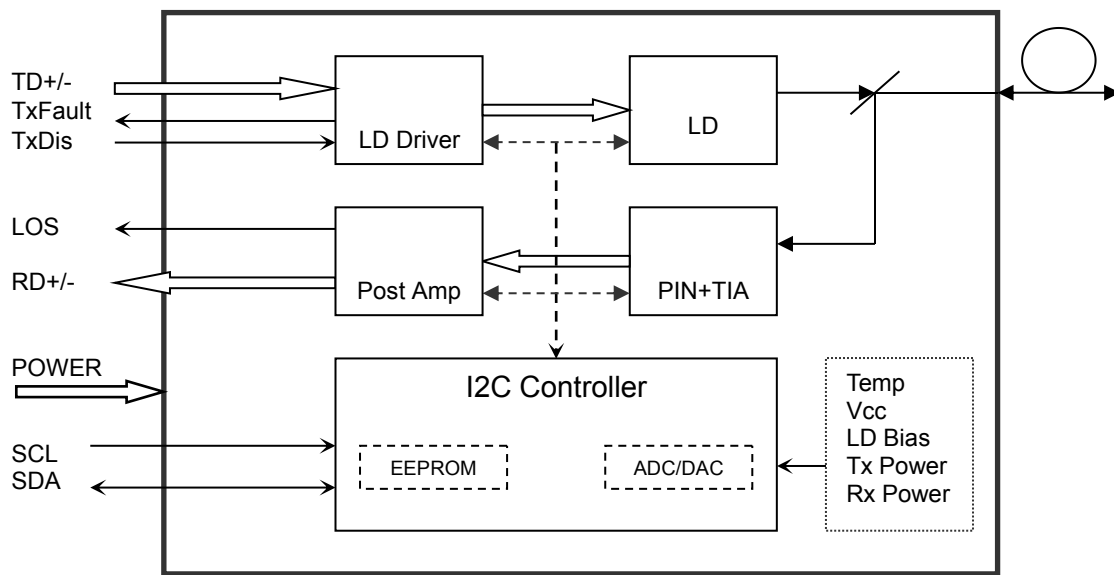 TD+/-
TxFault
TxDis
LD Driver
LD
LOS
RD+/-
Post Amp
PIN+TIA
POWER
I2C Controller
SCL
SDA
EEPROM
ADC/DAC
Temp
Vcc
LD Bias
Tx Power
Rx Power